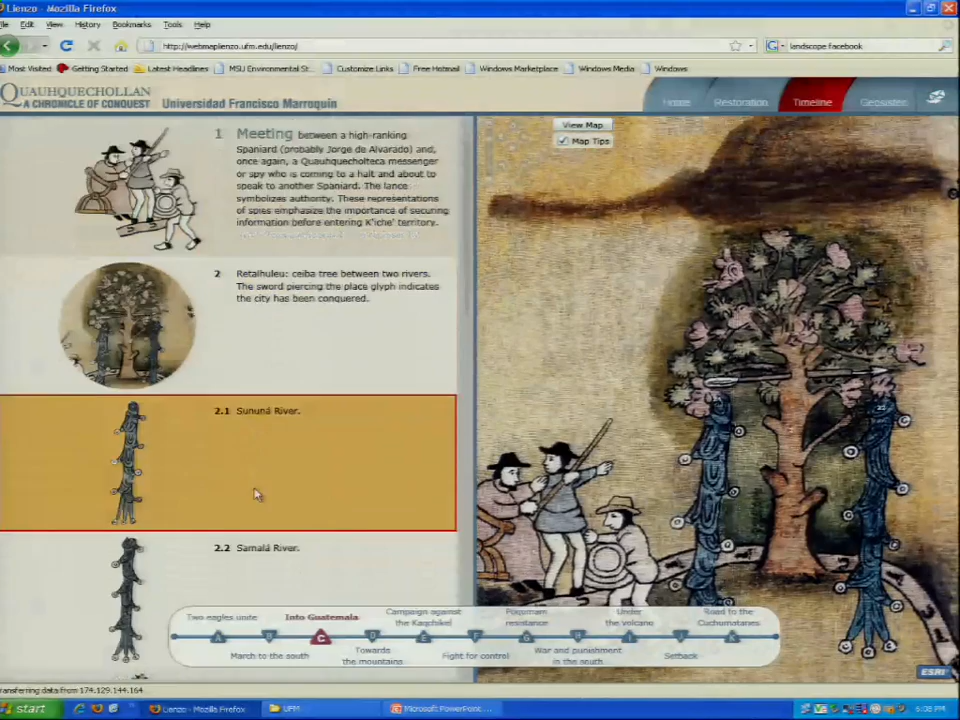 Lienzo - Mozilla Firefox
File Edit View History Bookmarks Tools Help
http://webmaplienzo.ufm.edu/lienzo/
landscope facebook
Most Visited Getting Started Latest Headlines MSU Environmental St... Customize Links Free Hotmail Windows Marketplace Windows Media Windows
QUAUHQUECHOLLAN
A CHRONICLE OF CONQUEST
Universidad Francisco Marroquín
Home Restoration Timeline
View Map
Map Tips
1 Meeting between a high-ranking
Spaniard (probably Jorge de Alvarado) and,
once again, a Quauhquecholteca messenger
or spy who is coming to a halt and about to
speak to another Spaniard. The lance
symbolizes authority. These representations
of spies emphasize the importance of securing
information before entering K'iche' territory.
2 Retalhuleu: ceiba tree between two rivers.
The sword piercing the place glyph indicates
the city has been conquered.
2.1 Sununá River.
2.2 Samalá River.
Two eagles unite Into Guatemala Campaign against the Kaqchikel Poqomam resistance Under the volcano Road to the Cuchumatanes
A B C D E F G H I J K
March to the south Towards the mountains Fight for control War and punishment in the south Setback
ESRI
Transferring data from 174.129.144.164
start Lienzo - Mozilla Firefox UFM Microsoft PowerPoint ... 6:08 PM